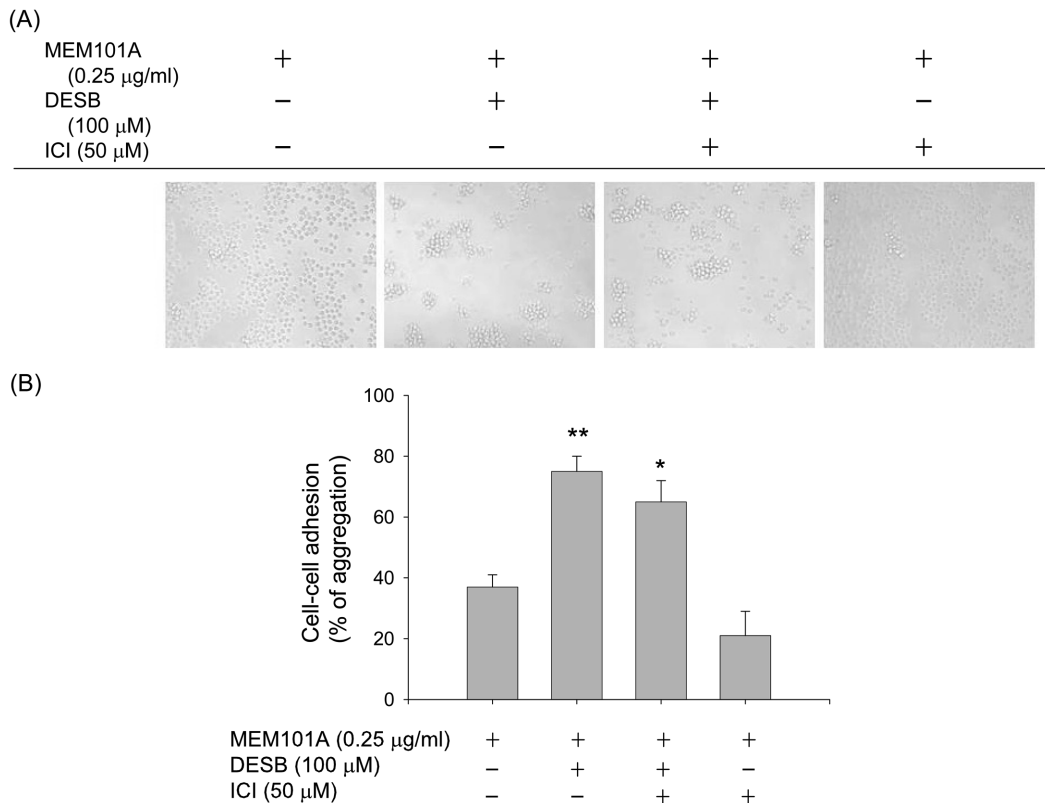 (A)
MEM101A + + + +
(0.25 μg/ml)
DESB − + + −
(100 μM)
ICI (50 μM) − − + +
(B)
100
80
60
40
20
0
Cell-cell adhesion
(% of aggregation)
**
*
MEM101A (0.25 μg/ml) + + + +
DESB (100 μM) − + + −
ICI (50 μM) − − + +